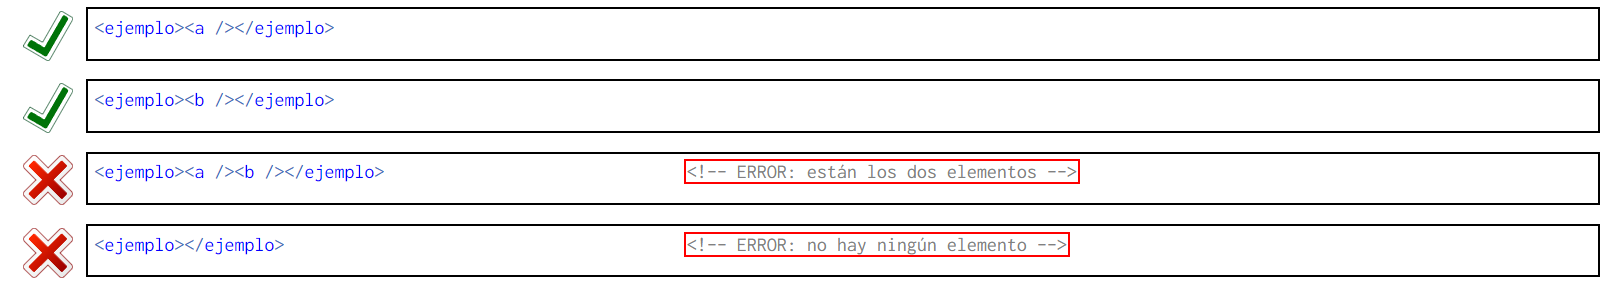 <ejemplo><a /></ejemplo>
<ejemplo><b /></ejemplo>
<ejemplo><a /><b /></ejemplo> <!-- ERROR: están los dos elementos -->
<ejemplo></ejemplo> <!-- ERROR: no hay ningún elemento -->